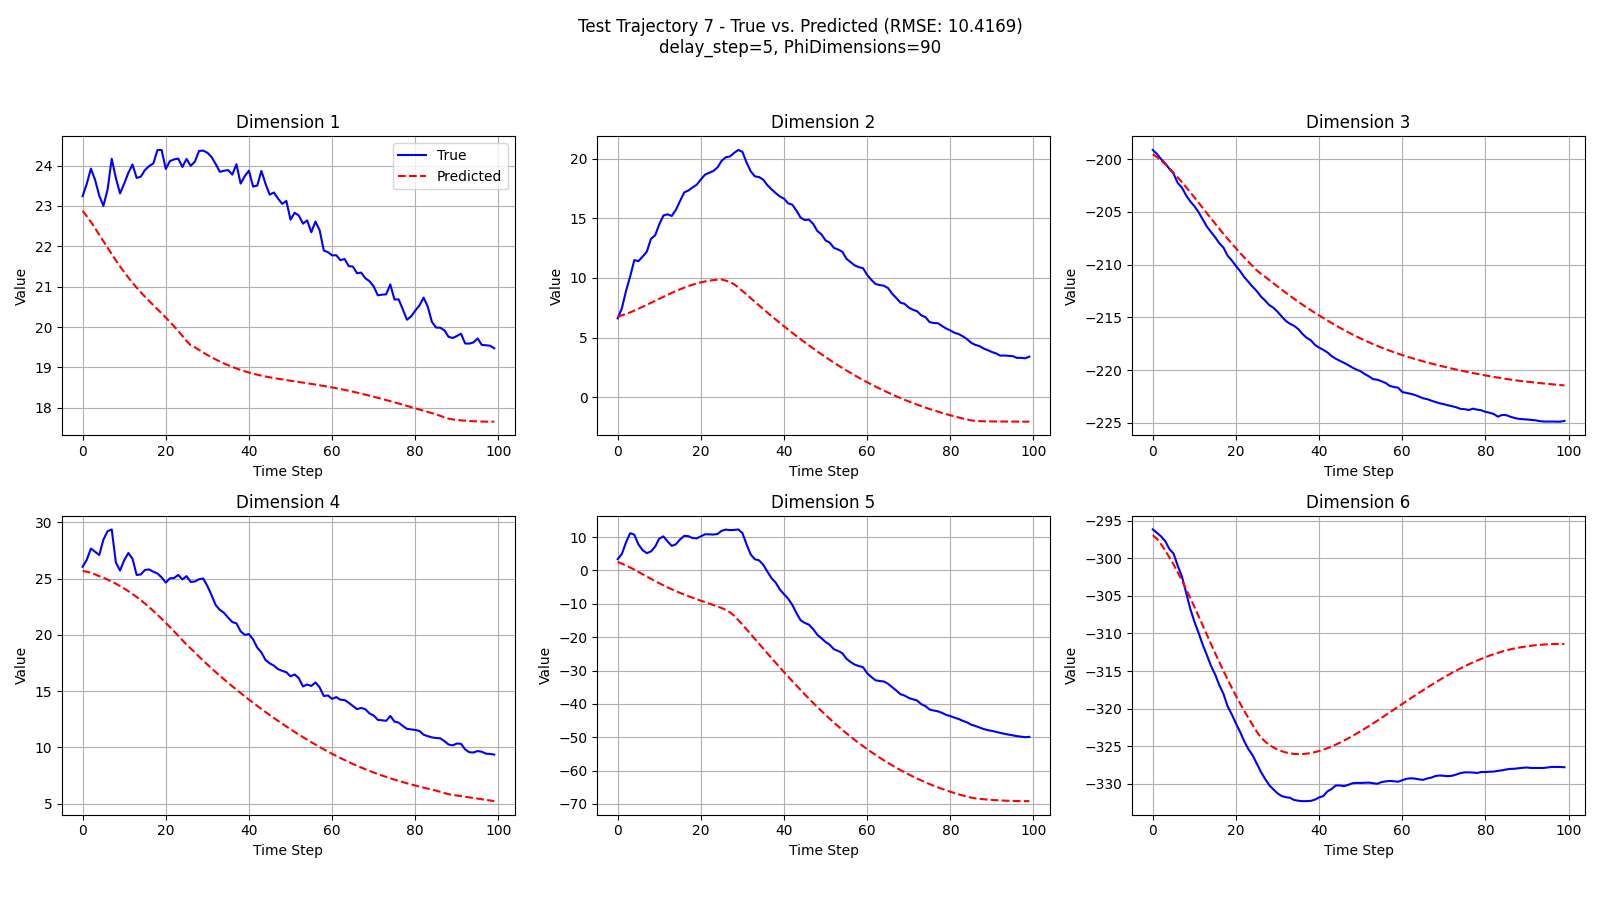 Test Trajectory 7 - True vs. Predicted (RMSE: 10.4169)
delay_step=5, PhiDimensions=90
Dimension 1
24
23
22
21
20
19
18
Value
0 20 40 60 80 100
Time Step
True
Predicted
Dimension 2
20
15
10
5
0
Value
0 20 40 60 80 100
Time Step
Dimension 3
−200
−205
−210
−215
−220
−225
Value
0 20 40 60 80 100
Time Step
Dimension 4
30
25
20
15
10
5
Value
0 20 40 60 80 100
Time Step
Dimension 5
10
0
−10
−20
−30
−40
−50
−60
−70
Value
0 20 40 60 80 100
Time Step
Dimension 6
−295
−300
−305
−310
−315
−320
−325
−330
Value
0 20 40 60 80 100
Time Step